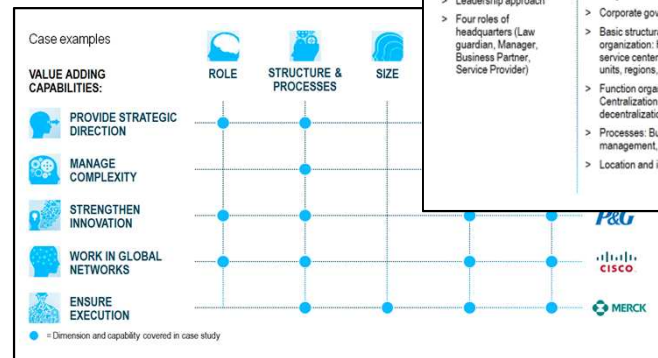 Case examples
VALUE ADDING
CAPABILITIES:
ROLE
STRUCTURE &
PROCESSES
SIZE
PROVIDE STRATEGIC
DIRECTION
MANAGE
COMPLEXITY
STRENGTHEN
INNOVATION
P&G
WORK IN GLOBAL
NETWORKS
CISCO
ENSURE
EXECUTION
MERCK
= Dimension and capability covered in case study
> Leadership approach
> Four roles of
headquarters (Law
guardian, Manager,
Business Partner,
Service Provider)
> Corporate gov
> Basic structura
organization:
service center
units, regions,
> Function orga
Centralization
decentralizatio
> Processes: Bu
management,
> Location and i